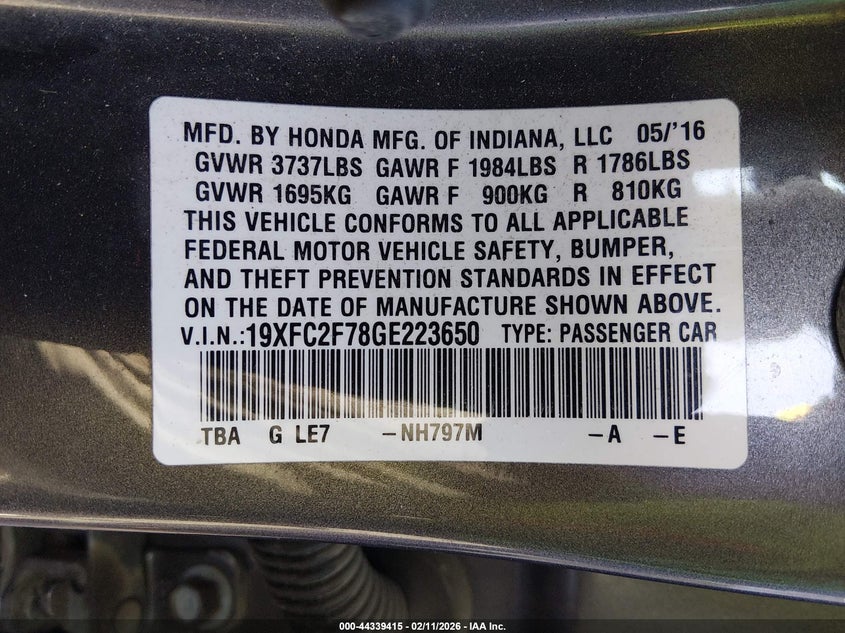 MFD. BY HONDA MFG. OF INDIANA, LLC 05/'16
GVWR 3737LBS GAWR F 1984LBS R 1786LBS
GVWR 1695KG GAWR F 900KG R 810KG
THIS VEHICLE CONFORMS TO ALL APPLICABLE
FEDERAL MOTOR VEHICLE SAFETY, BUMPER,
AND THEFT PREVENTION STANDARDS IN EFFECT
ON THE DATE OF MANUFACTURE SHOWN ABOVE.
V.I.N.:19XFC2F78GE223650 TYPE: PASSENGER CAR
TBA G LE7 -NH797M -A -E
000-44339415 - 02/11/2026 - IAA Inc.